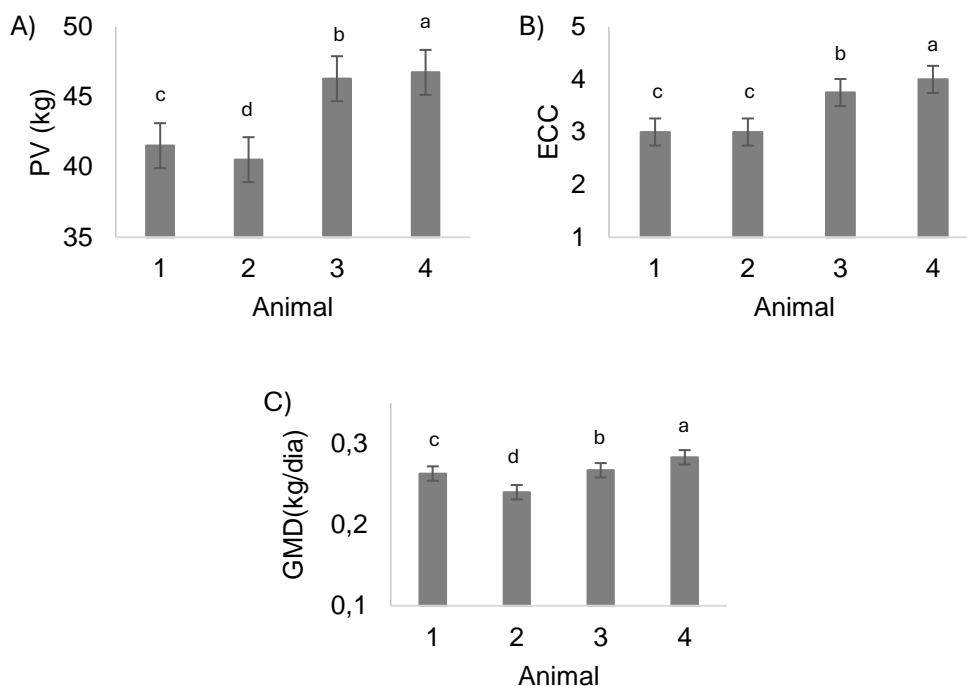 A)
PV (kg)
50
45
40
35
c
d
b
a
1 2 3 4
Animal
B)
ECC
5
4
3
2
1
c
c
b
a
1 2 3 4
Animal
C)
GMD(kg/dia)
0,3
0,2
0,1
c
d
b
a
1 2 3 4
Animal